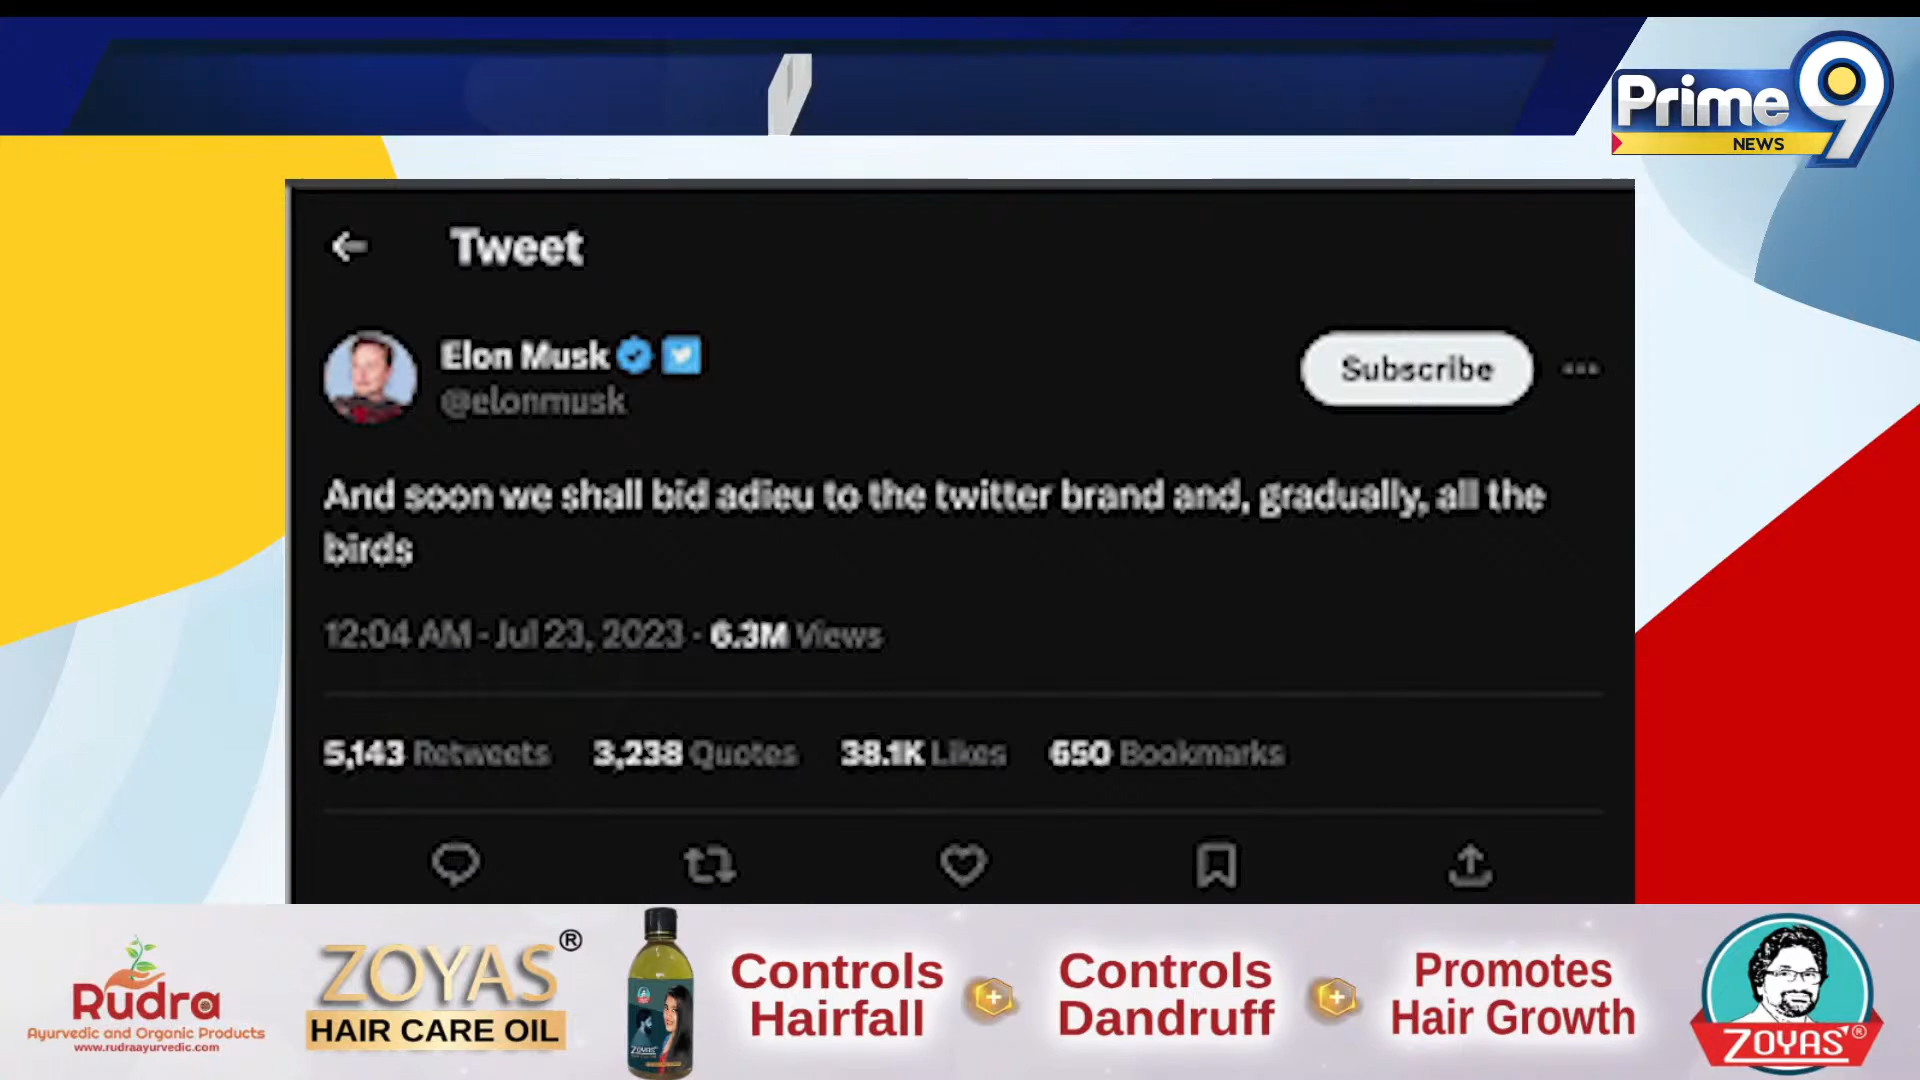 Prime9
NEWS
Tweet
Elon Musk
@elonmusk
Subscribe
And soon we shall bid adieu to the twitter brand and, gradually, all the
birds
12:04 AM - Jul 23, 2023 · 6.3M Views
5,143 Retweets 3,238 Quotes 38.1K Likes 650 Bookmarks
Rudra
Ayurvedic and Organic Products
www.rudraayurvedic.com
ZOYAS®
HAIR CARE OIL
Controls
Hairfall
Controls
Dandruff
Promotes
Hair Growth
ZOYAS®